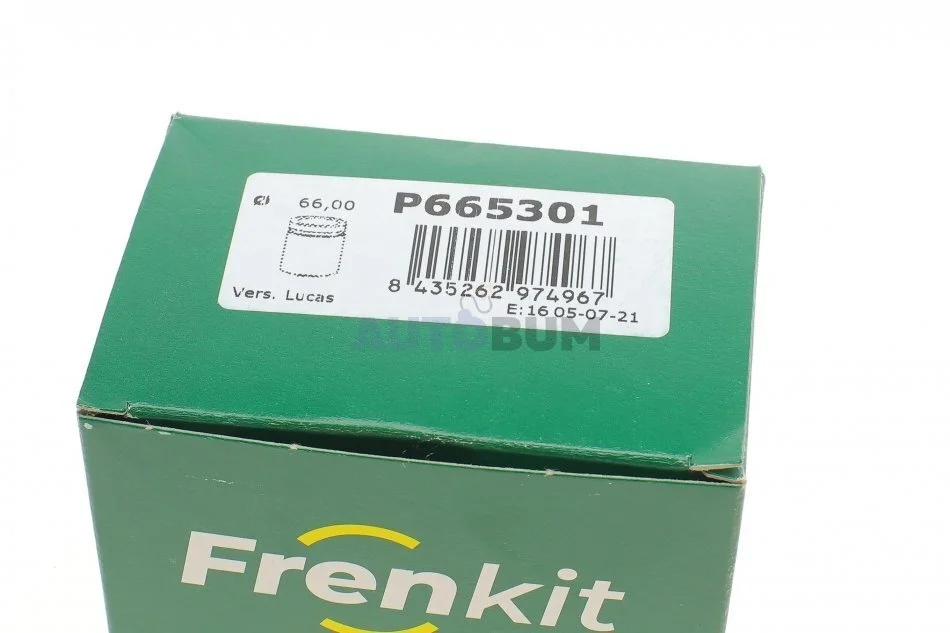 66,00
P665301
8 435262 974967
Vers. Lucas
E:16 05-07-21
AUTOBUM
Frenkit